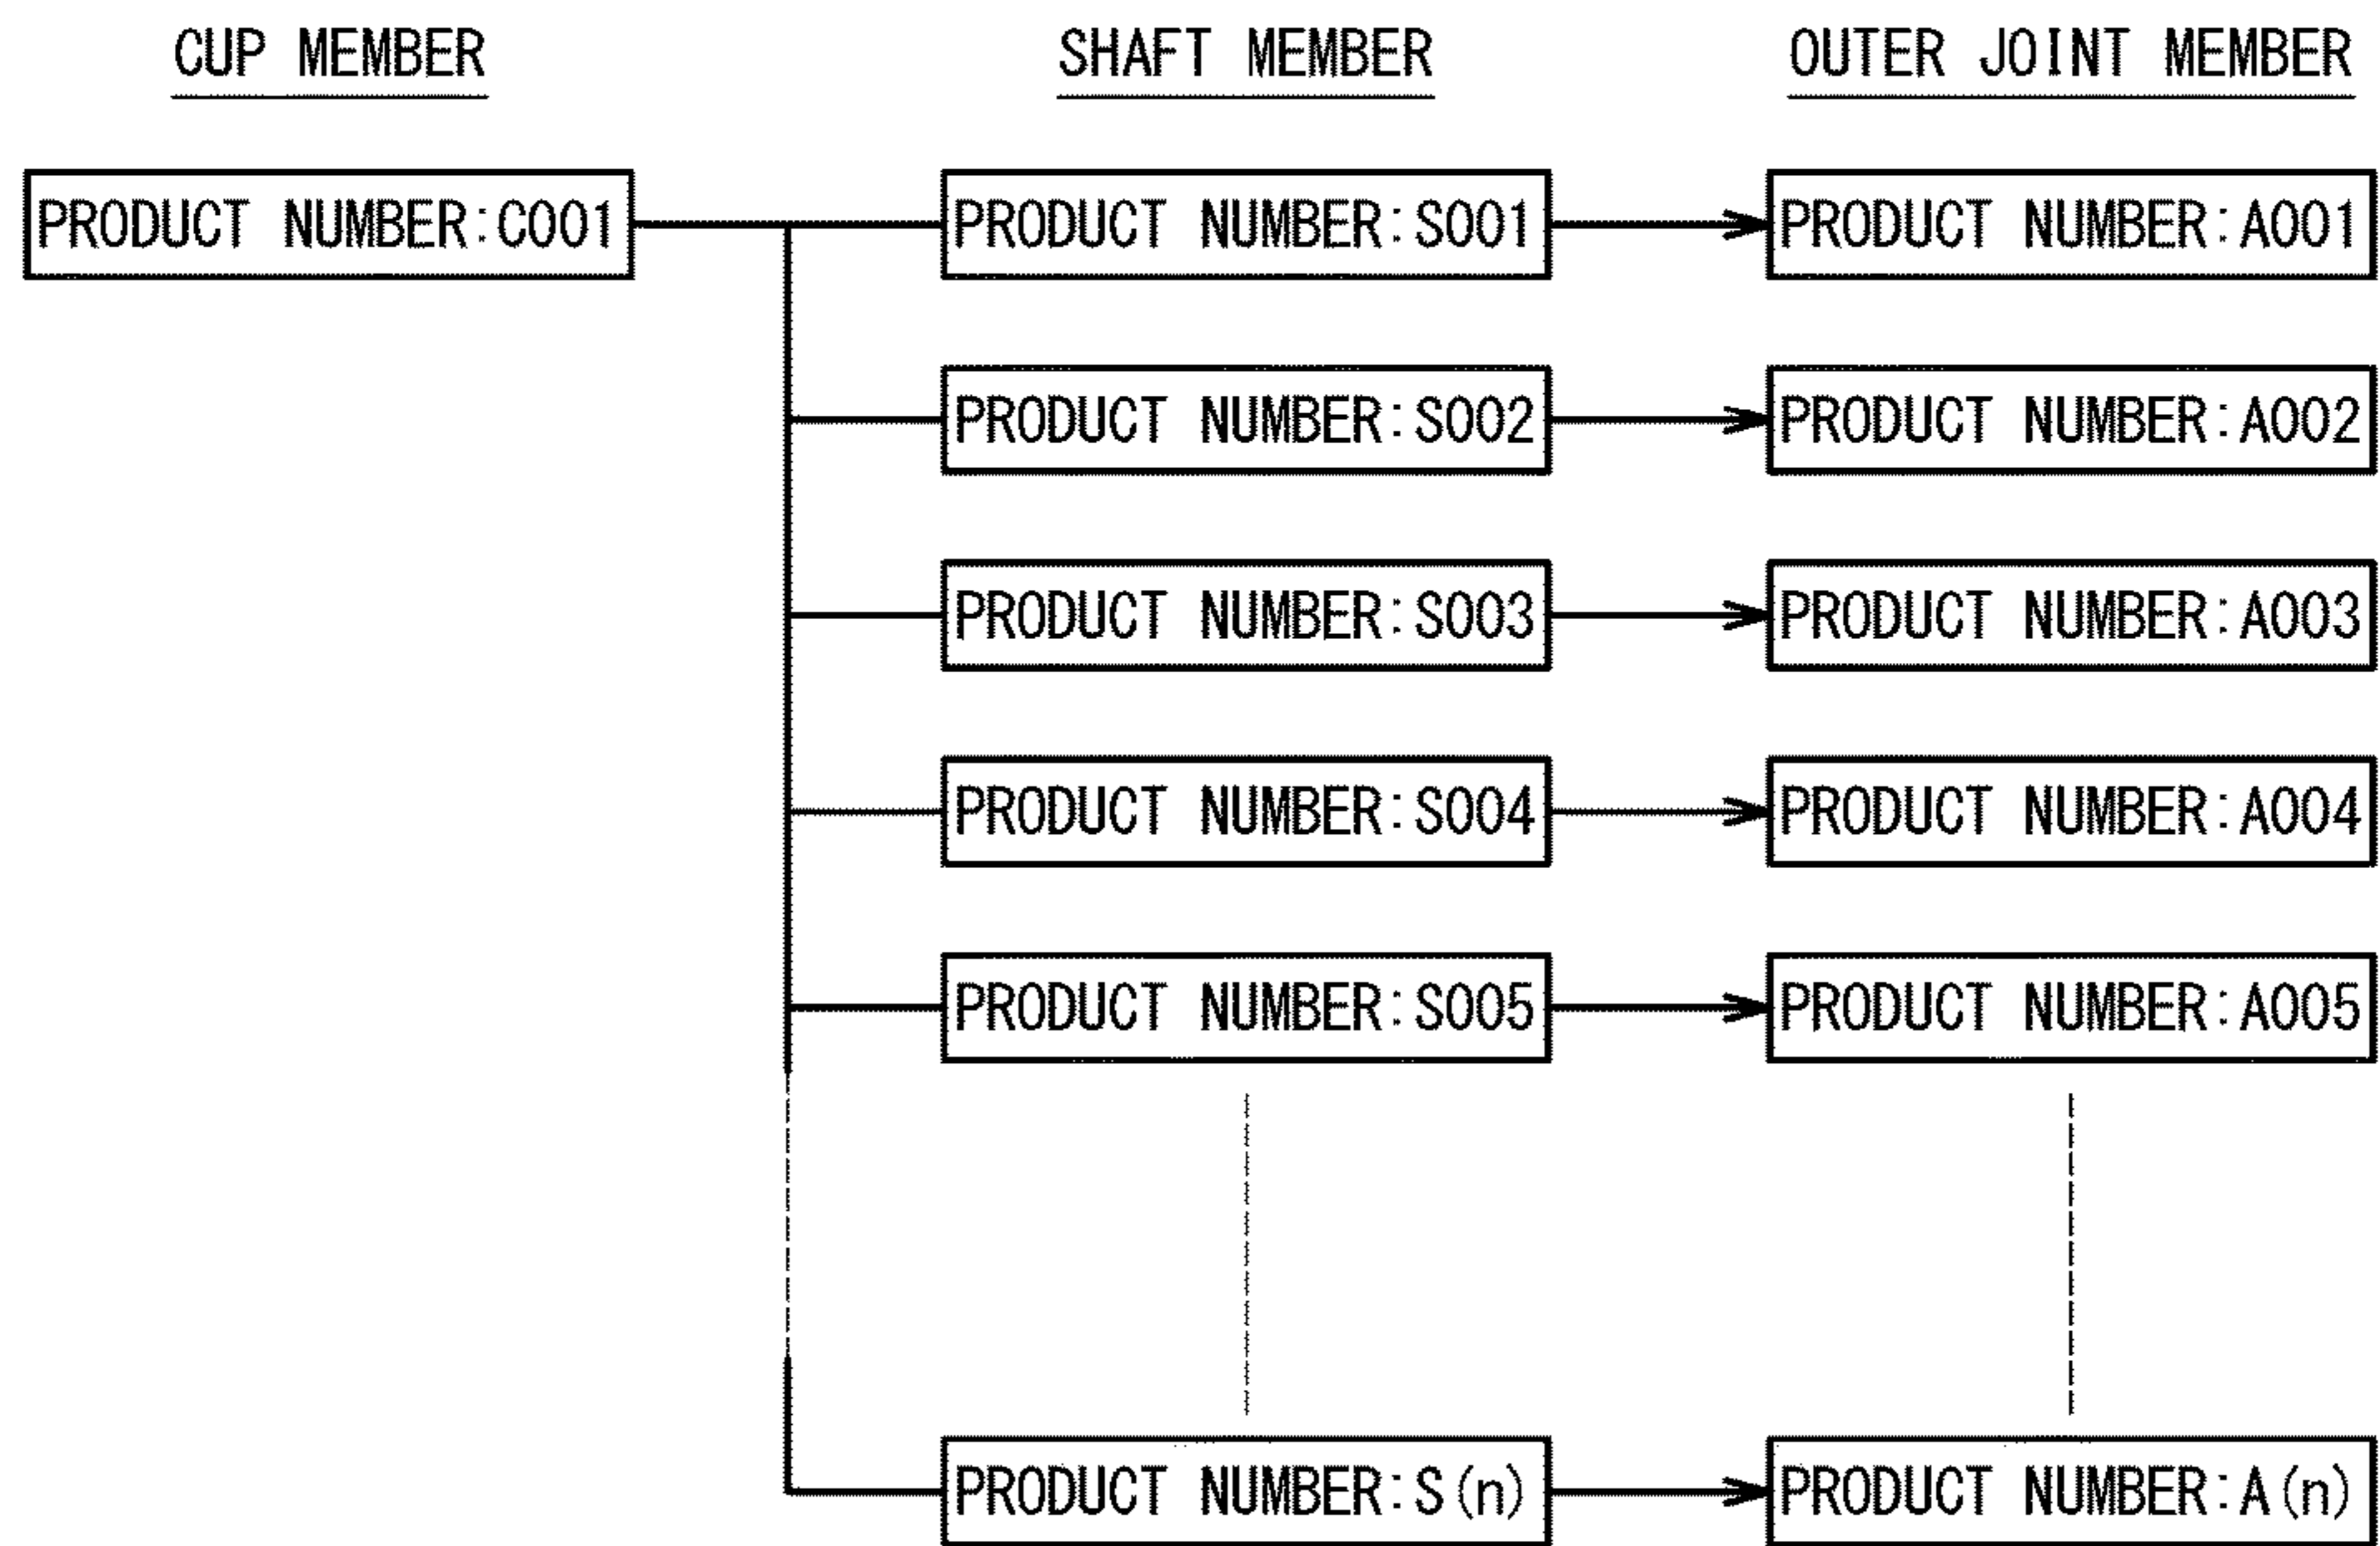 CUP MEMBER
SHAFT MEMBER
OUTER JOINT MEMBER
PRODUCT NUMBER:C001
PRODUCT NUMBER:S001
PRODUCT NUMBER:A001
PRODUCT NUMBER:S002
PRODUCT NUMBER:A002
PRODUCT NUMBER:S003
PRODUCT NUMBER:A003
PRODUCT NUMBER:S004
PRODUCT NUMBER:A004
PRODUCT NUMBER:S005
PRODUCT NUMBER:A005
PRODUCT NUMBER:S(n)
PRODUCT NUMBER:A(n)